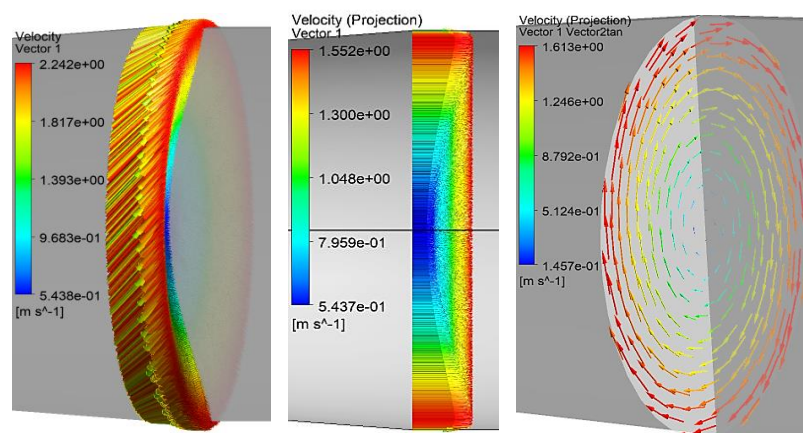 Velocity
Vector 1
2.242e+00
1.817e+00
1.393e+00
9.683e-01
5.438e-01
[m s^-1]
Velocity (Projection)
Vector 1
1.552e+00
1.300e+00
1.048e+00
7.959e-01
5.437e-01
[m s^-1]
Velocity (Projection)
Vector 1 Vector2tan
1.613e+00
1.246e+00
8.792e-01
5.124e-01
1.457e-01
[m s^-1]